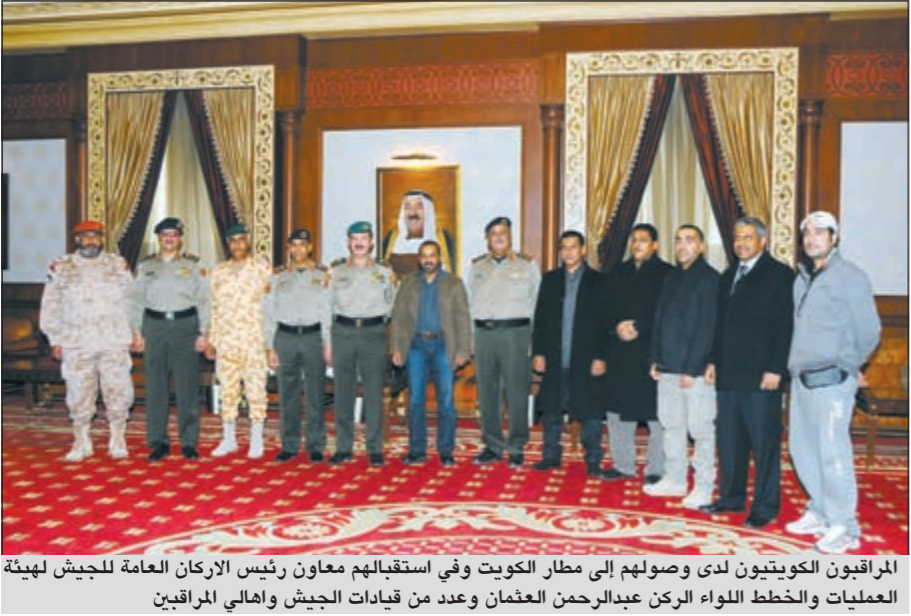 المراقبون الكويتيون لدى وصولهم إلى مطار الكويت وفي استقبالهم معاون رئيس الاركان العامة للجيش لهيئة
العمليات والخطط اللواء الركن عبدالرحمن العثمان وعدد من قيادات الجيش واهالي المراقبين